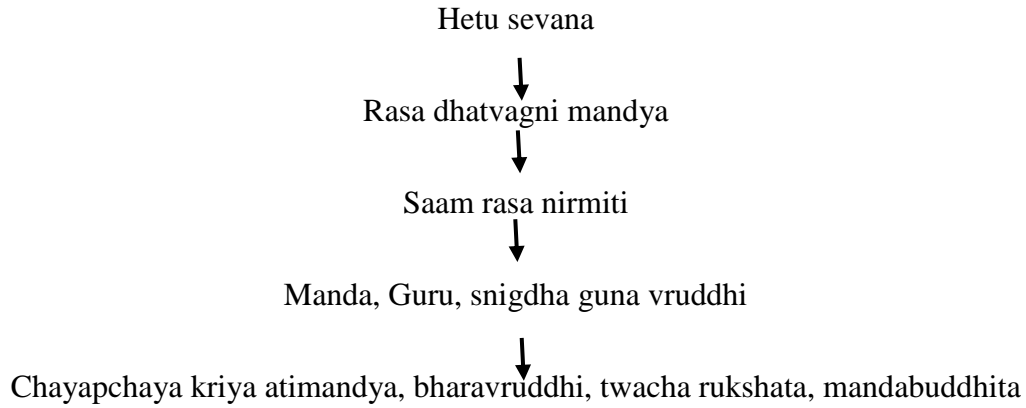 Hetu sevana
Rasa dhatvagni mandya
Saam rasa nirmiti
Manda, Guru, snigdha guna vruddhi
Chayapchaya kriya atimandya, bharavruddhi, twacha rukshata, mandabuddhita